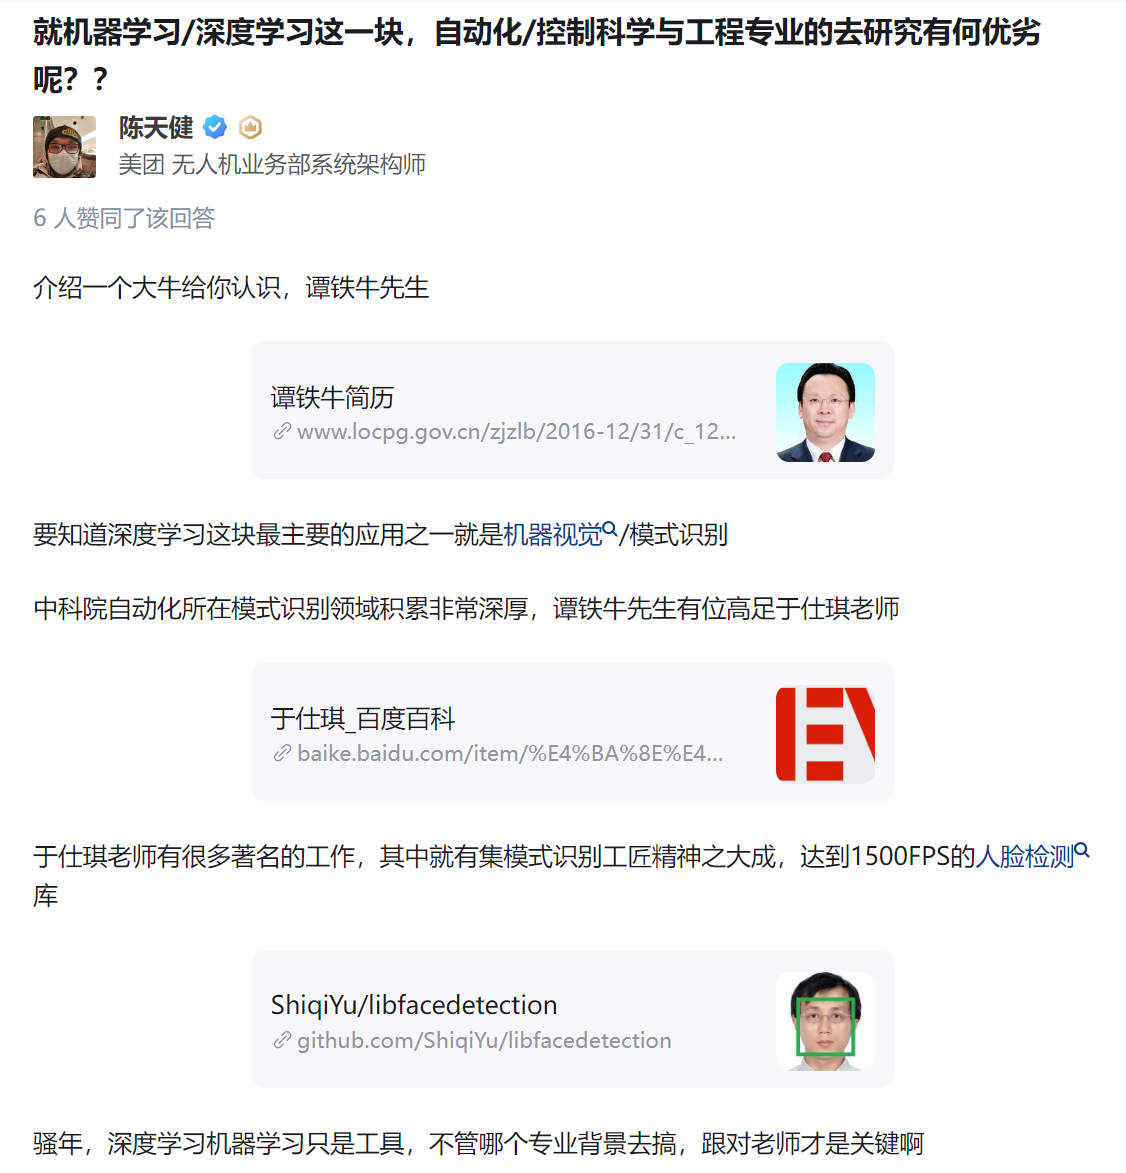 就机器学习/深度学习这一块，自动化/控制科学与工程专业的去研究有何优劣
呢？？
陈天健
美团 无人机业务部系统架构师
6 人赞同了该回答
介绍一个大牛给你认识，谭铁牛先生
谭铁牛简历
www.locpg.gov.cn/zjzlb/2016-12/31/c_12...
要知道深度学习这块最主要的应用之一就是机器视觉/模式识别
中科院自动化所在模式识别领域积累非常深厚，谭铁牛先生有位高足于仕琪老师
于仕琪_百度百科
baike.baidu.com/item/%E4%BA%8E%E4...
于仕琪老师有很多著名的工作，其中就有集模式识别工匠精神之大成，达到1500FPS的人脸检测
库
ShiqiYu/libfacedetection
github.com/ShiqiYu/libfacedetection
骚年，深度学习机器学习只是工具，不管哪个专业背景去搞，跟对老师才是关键啊